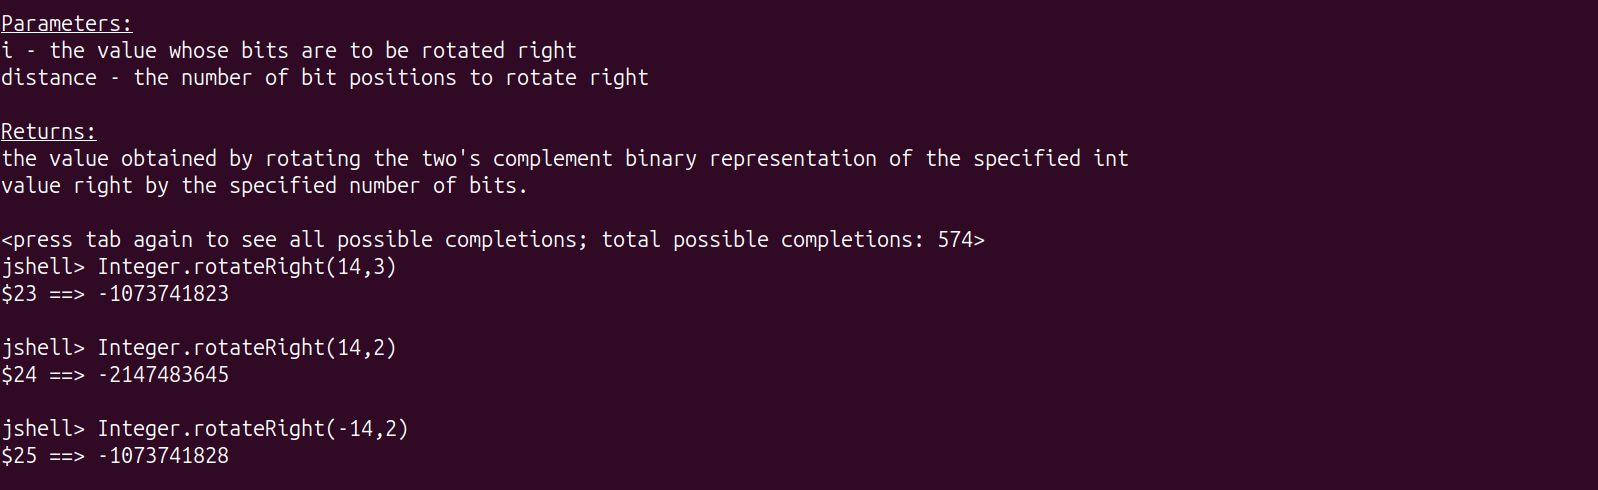 Parameters:
i - the value whose bits are to be rotated right
distance - the number of bit positions to rotate right
Returns:
the value obtained by rotating the two's complement binary representation of the specified int
value right by the specified number of bits.
<press tab again to see all possible completions; total possible completions: 574>
jshell> Integer.rotateRight(14,3)
$23 ==> -1073741823
jshell> Integer.rotateRight(14,2)
$24 ==> -2147483645
jshell> Integer.rotateRight(-14,2)
$25 ==> -1073741828